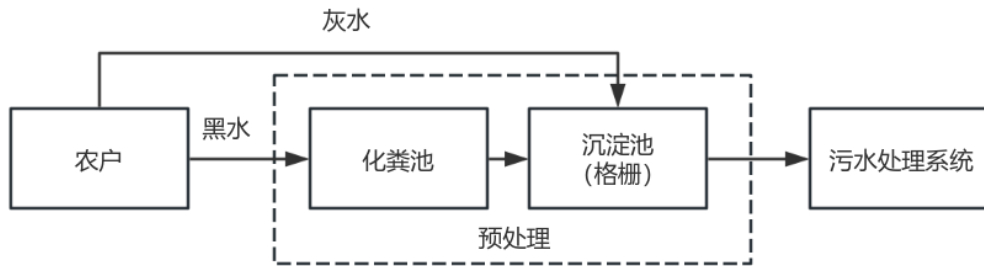 灰水
农户
黑水
化粪池
沉淀池
（格栅）
污水处理系统
预处理